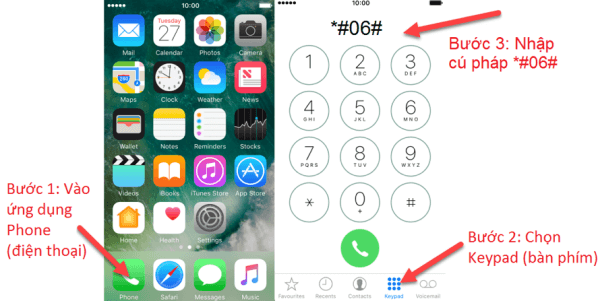 10:00
Tuesday
27
Mail Calendar Photos Camera
Maps Clock Weather News
Wallet Notes Reminders Stocks
Videos iBooks iTunes Store App Store
Home Health Settings
Phone Safari Messages Music
Bước 1: Vào
ứng dụng
Phone
(điện thoại)
10:00
*#06#
Bước 3: Nhập
cú pháp *#06#
1 2 3
ABC DEF
4 5 6
GHI JKL MNO
7 8 9
PQRS TUV WXYZ
* 0 #
+
Bước 2: Chọn
Keypad (bàn phím)
Favourites Recents Contacts Keypad Voicemail